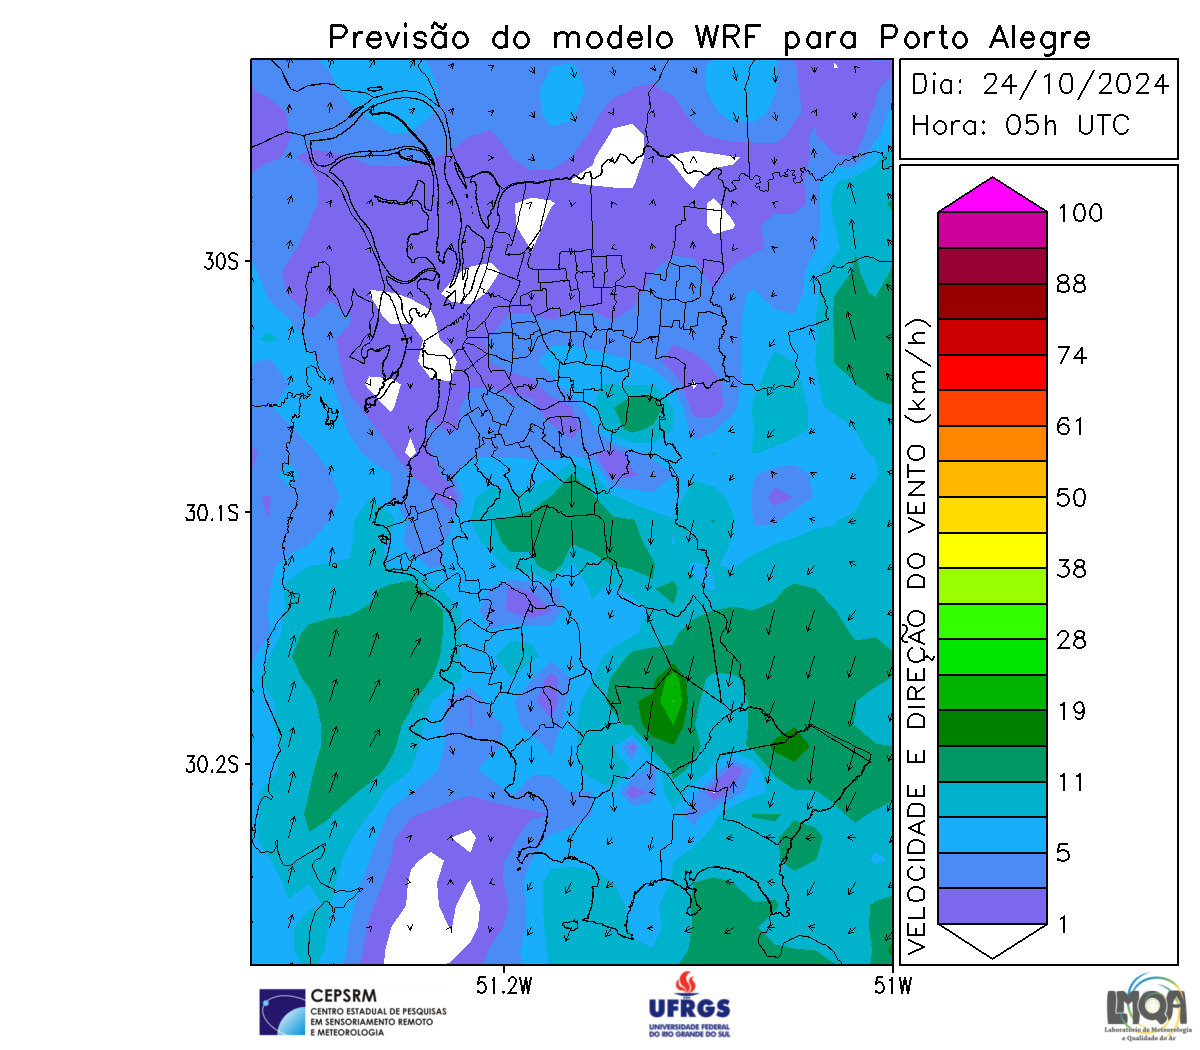 Previsão do modelo WRF para Porto Alegre
Dia: 24/10/2024
Hora: 05h UTC
30S
30.1S
30.2S
51.2W
51W
VELOCIDADE E DIREÇÃO DO VENTO (km/h)
100
88
74
61
50
38
28
19
11
5
1
CEPSRM
CENTRO ESTADUAL DE PESQUISAS
EM SENSORIAMENTO REMOTO
E METEOROLOGIA
UFRGS
UNIVERSIDADE FEDERAL
DO RIO GRANDE DO SUL
LMQA
Laboratório de Meteorologia
e Qualidade do Ar